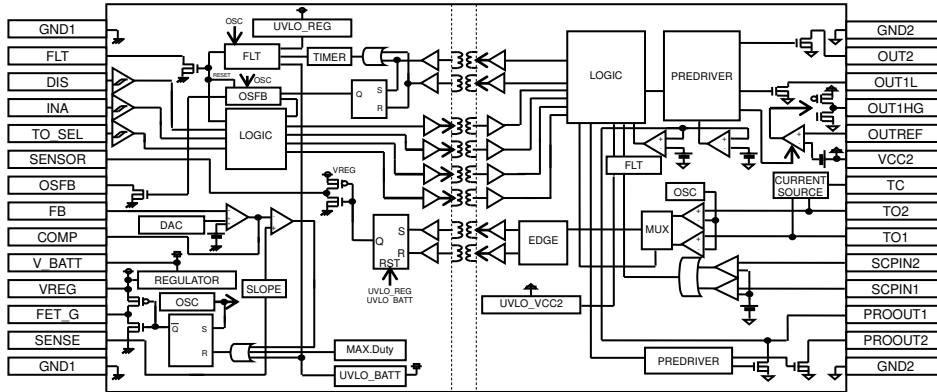 GND1
FLT
DIS
INA
TO_SEL
SENSOR
OSFB
FB
COMP
V_BATT
VREG
FET_G
SENSE
GND1
OSC
UVLO_REG
FLT
TIMER
RESET
OSC
OSFB
LOGIC
Q
S
R
VREG
DAC
REGULATOR
OSC
SLOPE
Q
S
R
MAX.Duty
UVLO_BATT
Q
S
R
RST
UVLO_REG
UVLO_BATT
EDGE
UVLO_VCC2
LOGIC
PREDRIVER
FLT
OSC
MUX
CURRENT
SOURCE
PREDRIVER
GND2
OUT2
OUT1L
OUT1HG
OUTREF
VCC2
TC
TO2
TO1
SCPIN2
SCPIN1
PROOUT1
PROOUT2
GND2